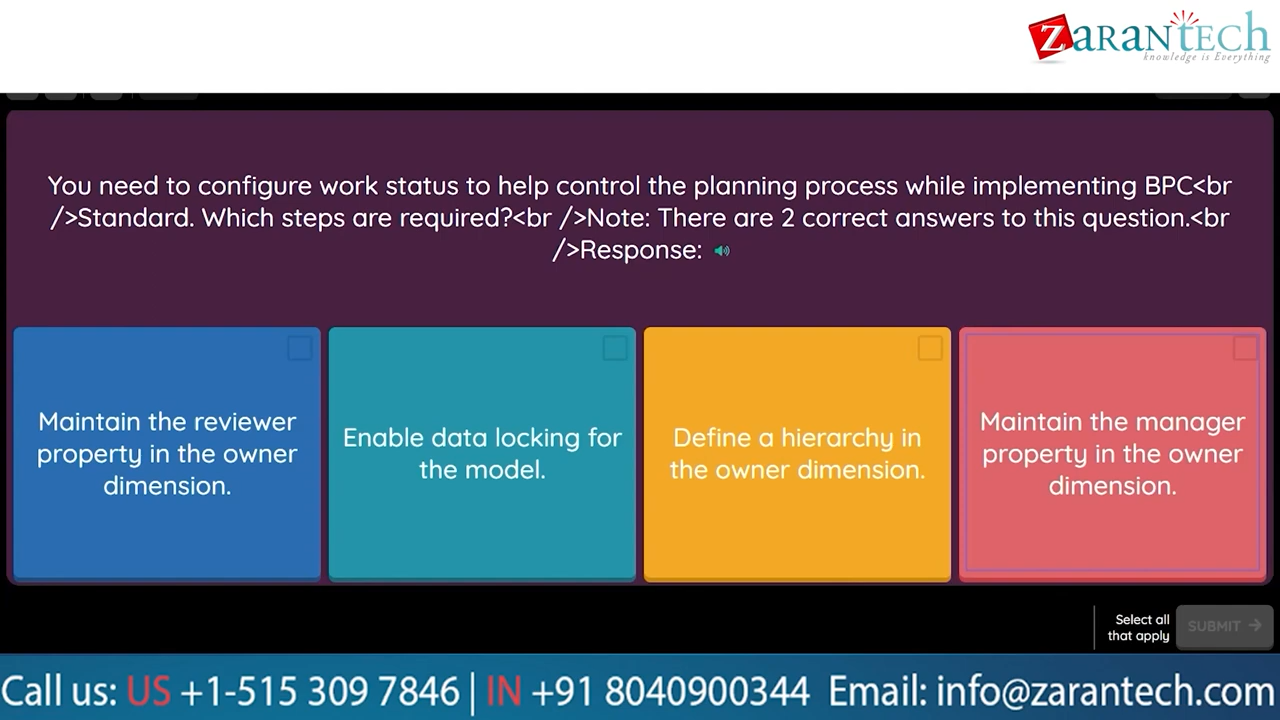 ZARANTECH
knowledge is Everything
You need to configure work status to help control the planning process while implementing BPC<br
/>Standard. Which steps are required?<br />Note: There are 2 correct answers to this question.<br
/>Response:
Maintain the reviewer
property in the owner
dimension.
Enable data locking for
the model.
Define a hierarchy in
the owner dimension.
Maintain the manager
property in the owner
dimension.
Select all
that apply
SUBMIT
Call us: US +1-515 309 7846 | IN +91 8040900344 Email: info@zarantech.com